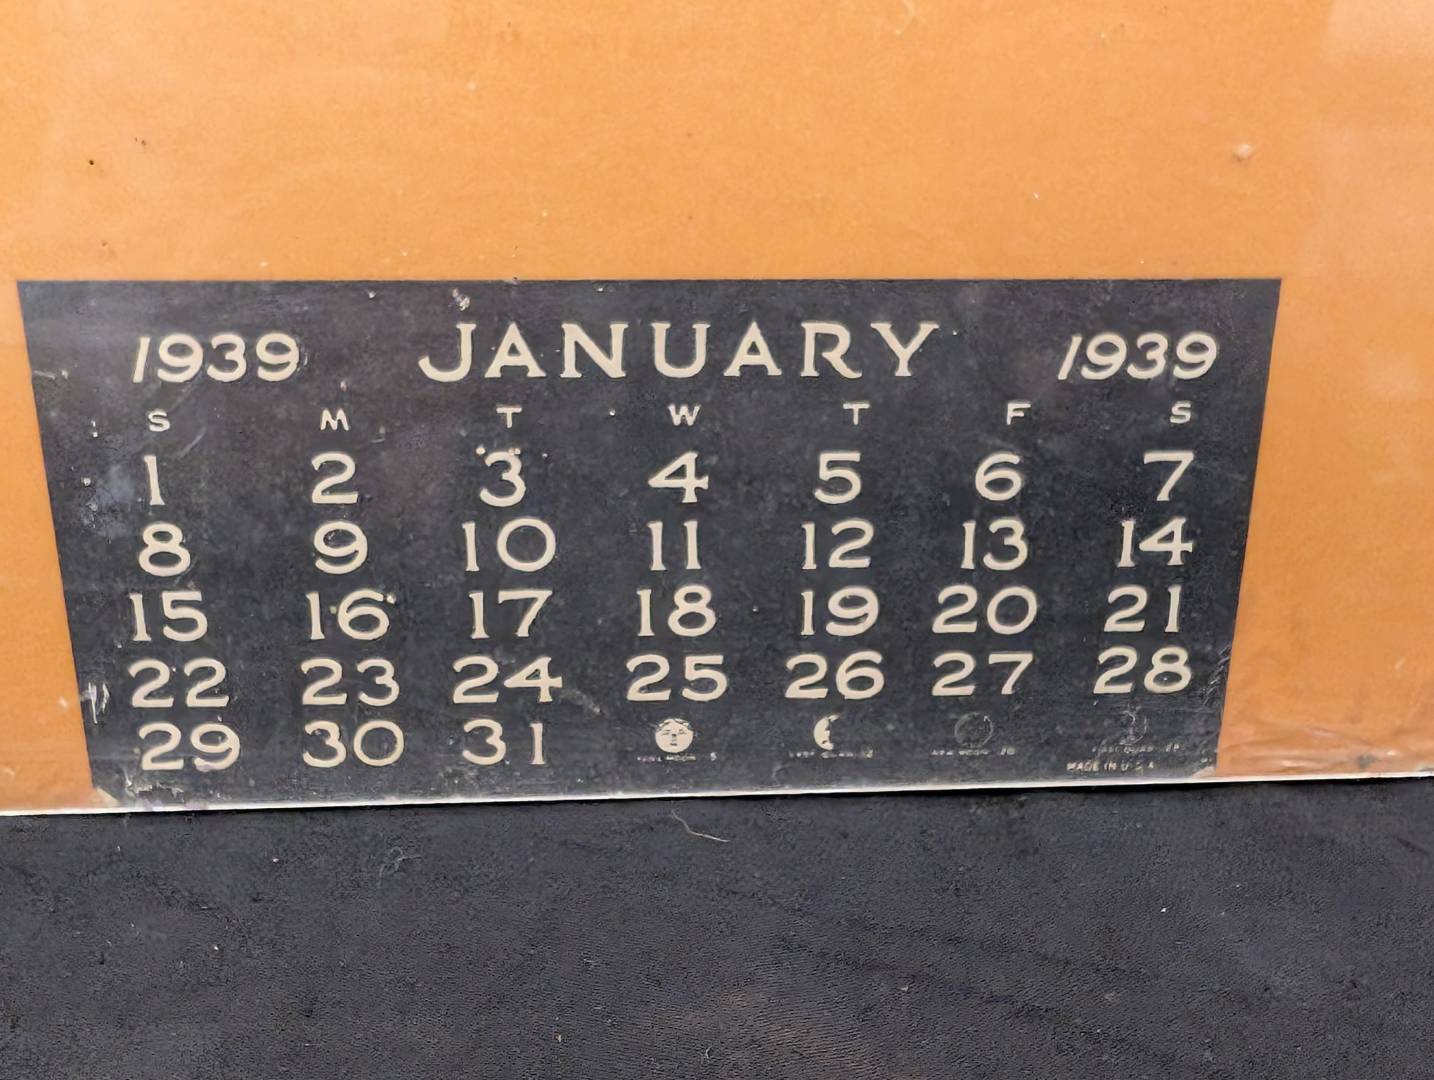 1939 JANUARY 1939
S M T W T F S
1 2 3 4 5 6 7
8 9 10 11 12 13 14
15 16 17 18 19 20 21
22 23 24 25 26 27 28
29 30 31
MADE IN U.S.A.